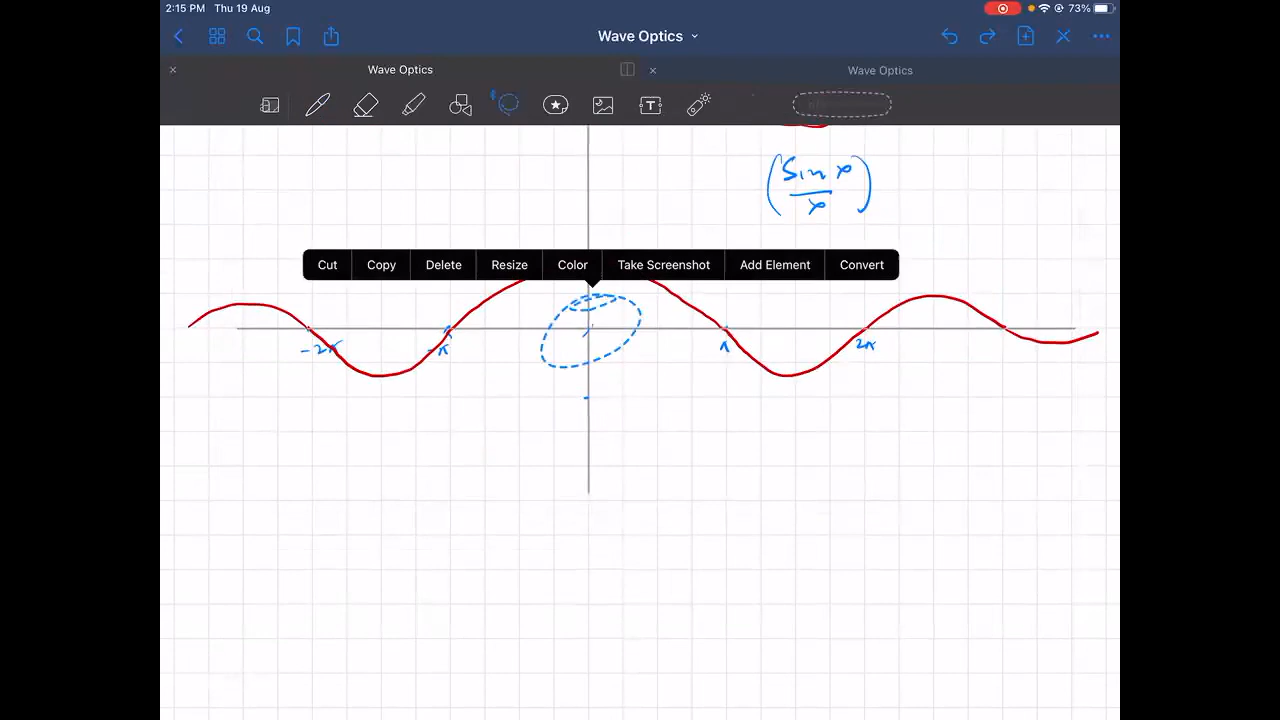 2:15 PM Thu 19 Aug 73%
Wave Optics
Wave Optics
Wave Optics
T
(Sin x
x)
Cut Copy Delete Resize Color Take Screenshot Add Element Convert
-2π -π π 2π